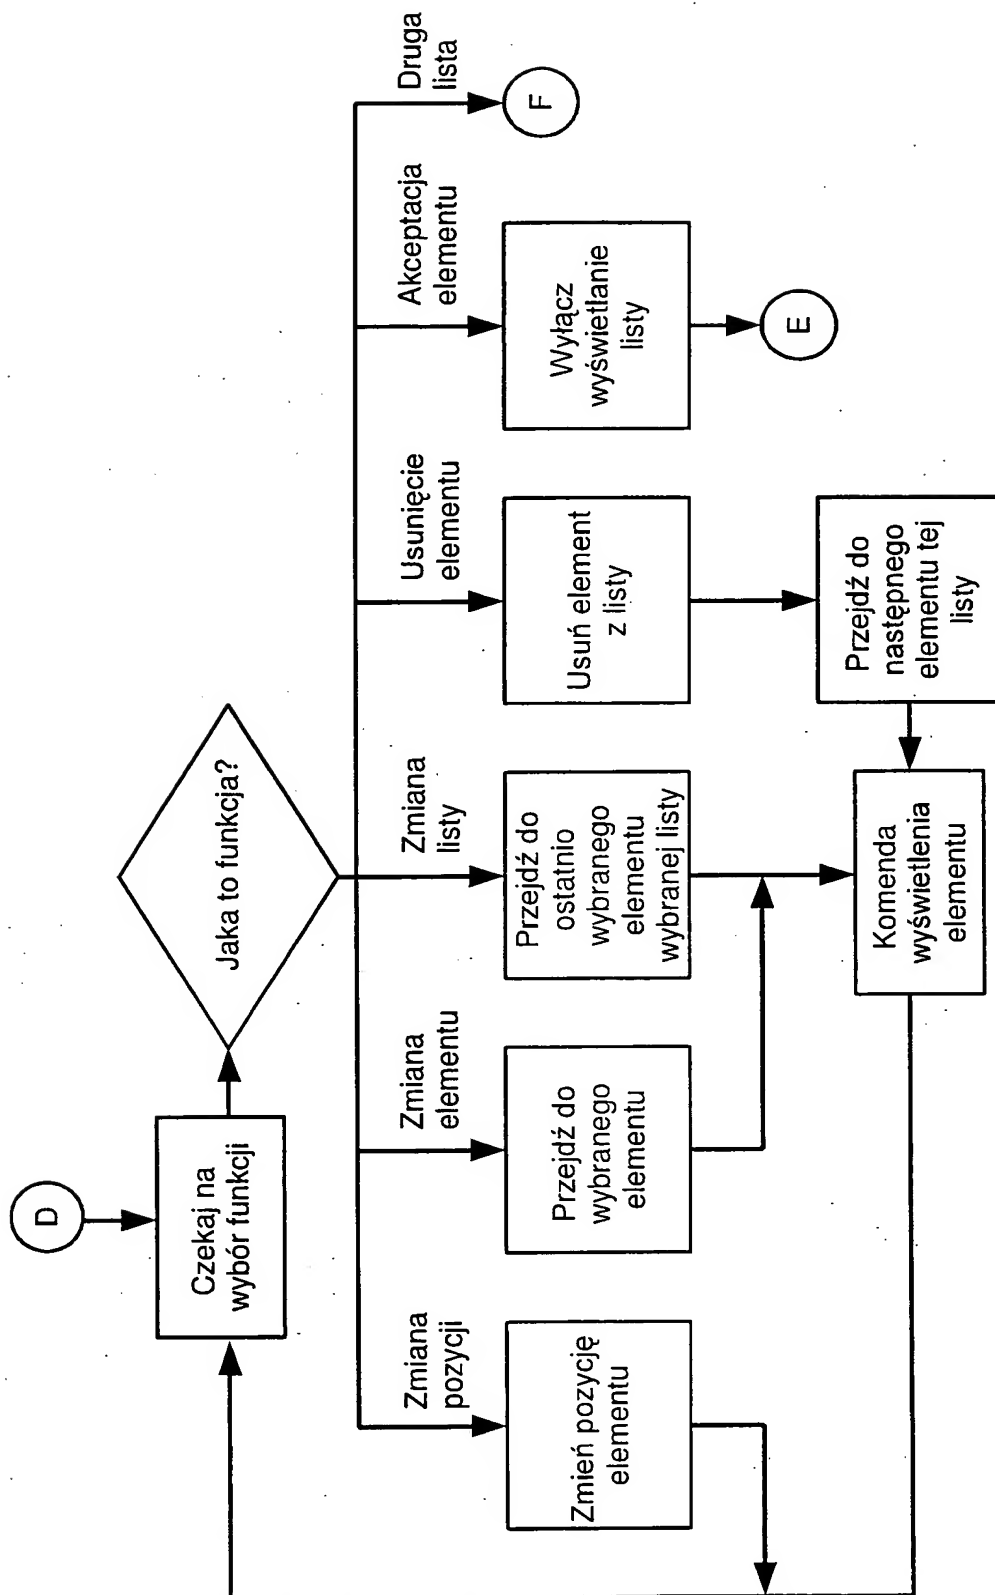 D
Czekaj na
wybór funkcji
Jaka to funkcja?
Zmiana
pozycji
Zmiana
elementu
Zmiana
listy
Usunięcie
elementu
Akceptacja
elementu
Druga
lista
Zmień pozycję
elementu
Przejdź do
wybranego
elementu
Przejdź do
ostatnio
wybranego
elementu
wybranej listy
Usuń element
z listy
Wyłącz
wyświetlanie
listy
F
Komenda
wyświetlenia
elementu
Przejdź do
następnego
elementu tej
listy
E